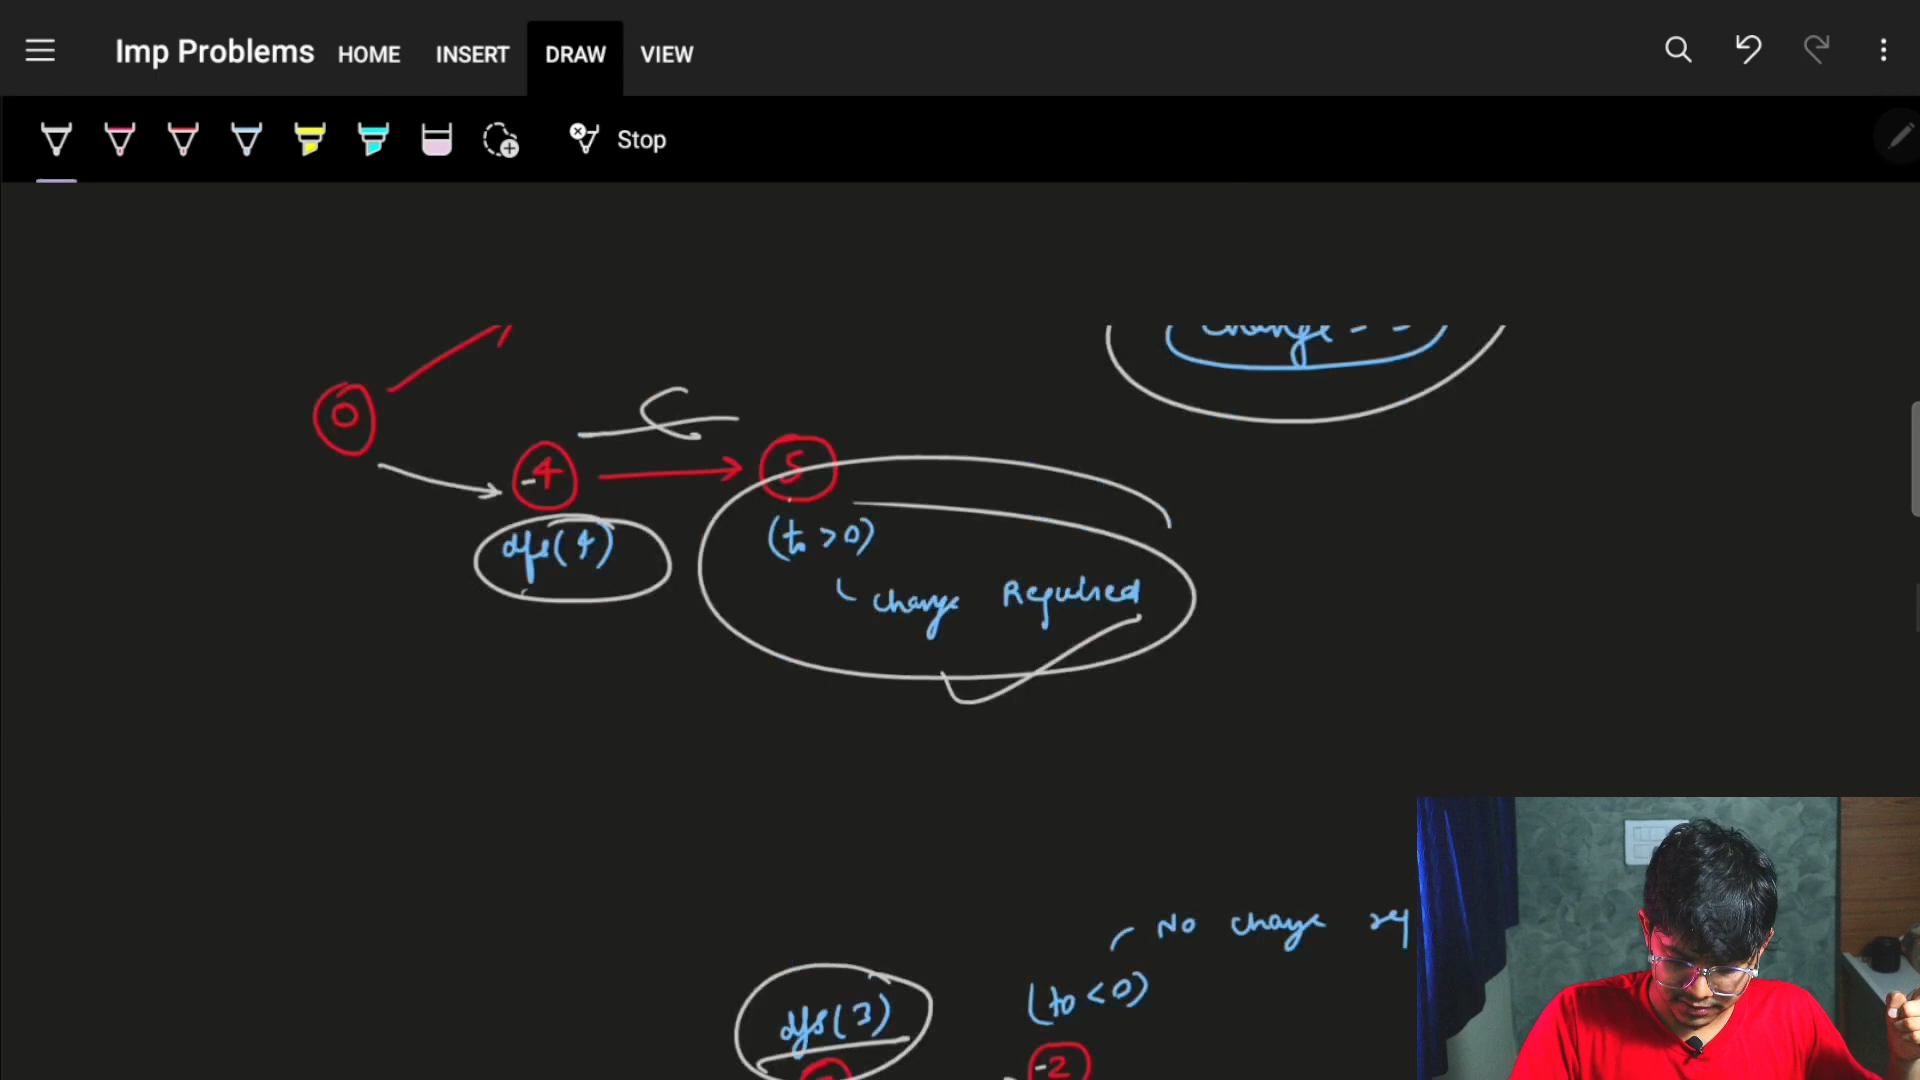 Imp Problems HOME INSERT DRAW VIEW
Stop
change - -
0
-4
5
dfs(4)
(to >0)
change Required
No change
(to <0)
dfs(3)
-2